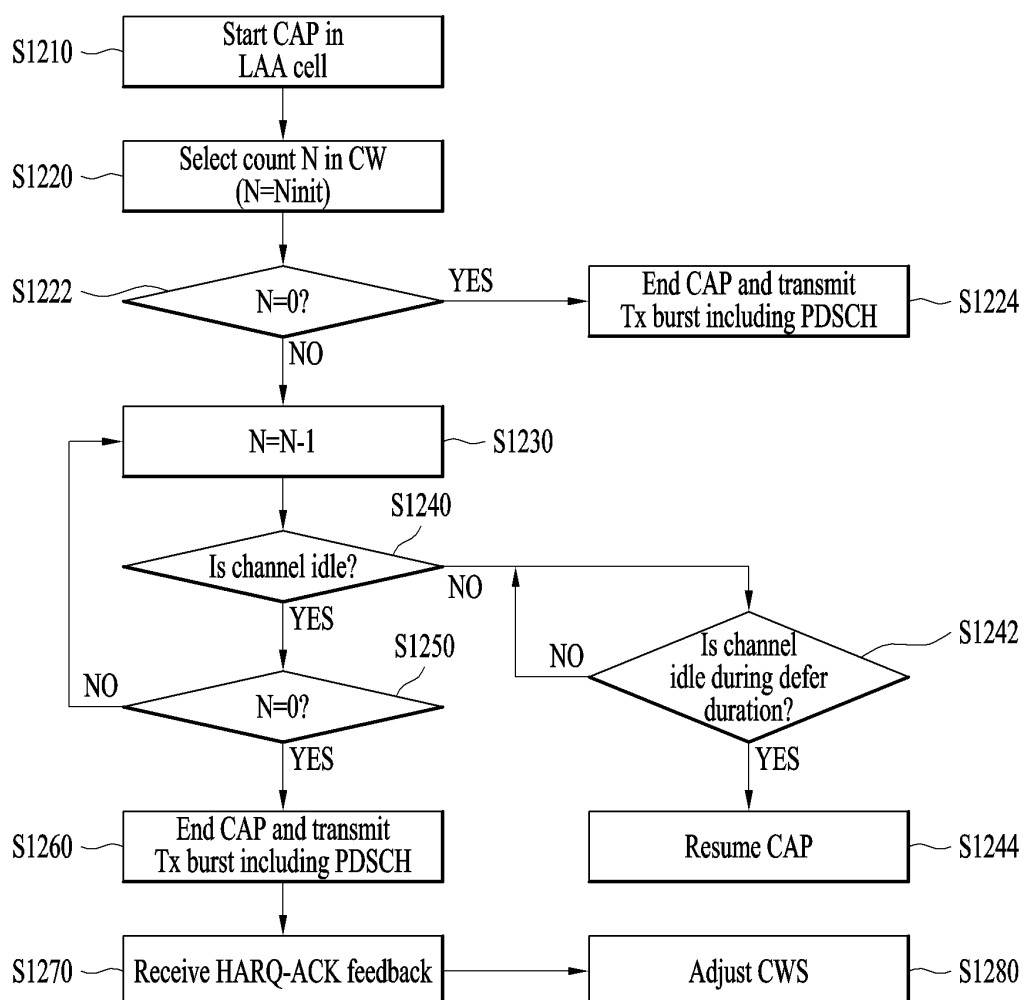 S1210
Start CAP in
LAA cell
S1220
Select count N in CW
(N=Ninit)
S1222
N=0?
YES
End CAP and transmit
Tx burst including PDSCH
S1224
NO
N=N-1
S1230
S1240
Is channel idle?
NO
YES
S1242
Is channel
idle during defer
duration?
NO
YES
S1250
N=0?
NO
YES
S1260
End CAP and transmit
Tx burst including PDSCH
Resume CAP
S1244
S1270
Receive HARQ-ACK feedback
Adjust CWS
S1280